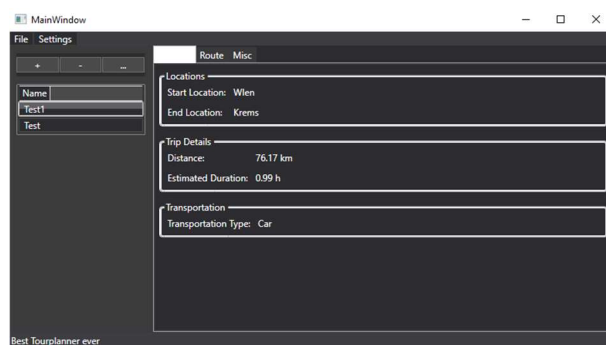 MainWindow
File Settings
+ - ...
Name
Test1
Test
Route Misc
Locations
Start Location: Wien
End Location: Krems
Trip Details
Distance: 76.17 km
Estimated Duration: 0.99 h
Transportation
Transportation Type: Car
Best Tourplanner ever